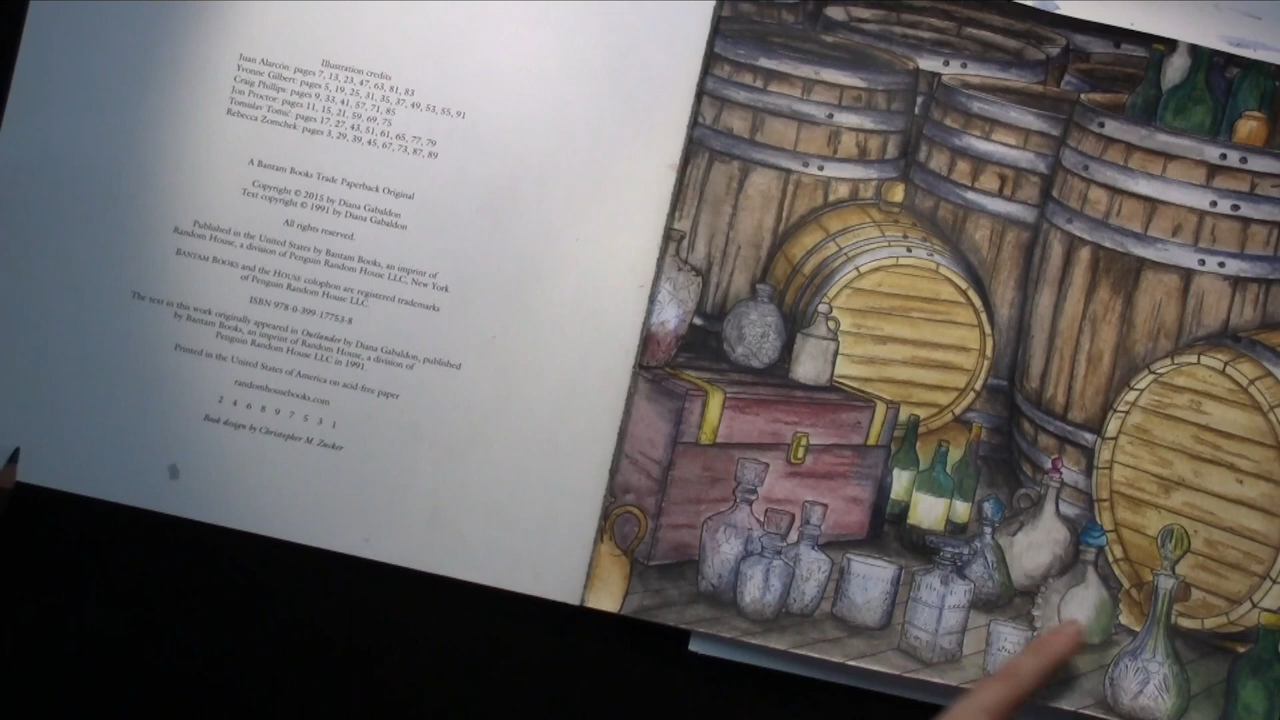 Illustration credits
Juan Alarcón: pages 7, 13, 23, 47, 63, 81, 83
Yvonne Gilbert: pages 5, 19, 25, 31, 35, 37, 49, 53, 55, 91
Craig Phillips: pages 9, 33, 41, 57, 71, 85
Jon Proctor: pages 11, 15, 21, 59, 69, 75
Tomislav Tomić: pages 17, 27, 43, 51, 61, 65, 77, 79
Rebecca Zomchek: pages 3, 29, 39, 45, 67, 73, 87, 89
A Bantam Books Trade Paperback Original
Copyright © 2015 by Diana Gabaldon
Text copyright © 1991 by Diana Gabaldon
All rights reserved.
Published in the United States by Bantam Books, an imprint of
Random House, a division of Penguin Random House LLC, New York
BANTAM BOOKS and the HOUSE colophon are registered trademarks
of Penguin Random House LLC.
ISBN 978-0-399-17753-8
The text in this work originally appeared in Outlander by Diana Gabaldon, published
by Bantam Books, an imprint of Random House, a division of
Penguin Random House LLC in 1991.
Printed in the United States of America on acid-free paper
randomhousebooks.com
2 4 6 8 9 7 5 3 1
Book design by Christopher M. Zucker